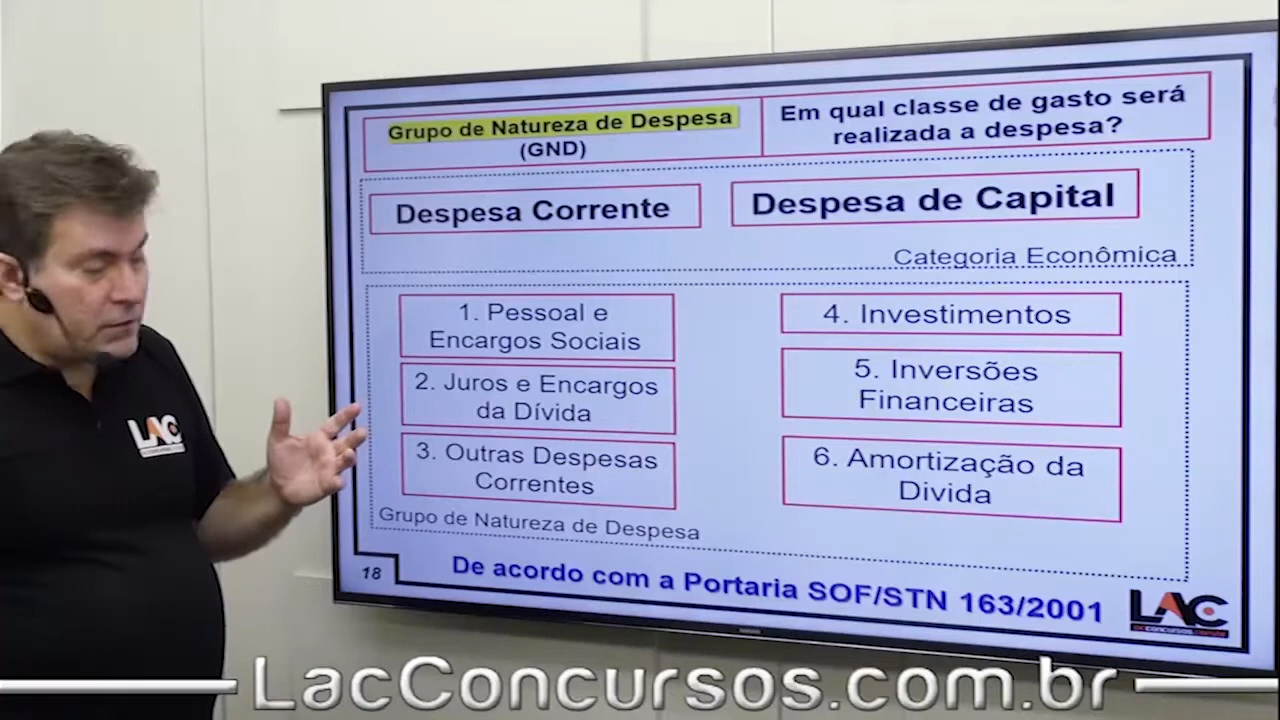 Grupo de Natureza de Despesa
(GND)
Em qual classe de gasto será
realizada a despesa?
Despesa Corrente
Despesa de Capital
Categoria Econômica
1. Pessoal e
Encargos Sociais
2. Juros e Encargos
da Dívida
3. Outras Despesas
Correntes
4. Investimentos
5. Inversões
Financeiras
6. Amortização da
Divida
Grupo de Natureza de Despesa
18
De acordo com a Portaria SOF/STN 163/2001
LAC
LAC
LacConcursos.com.br